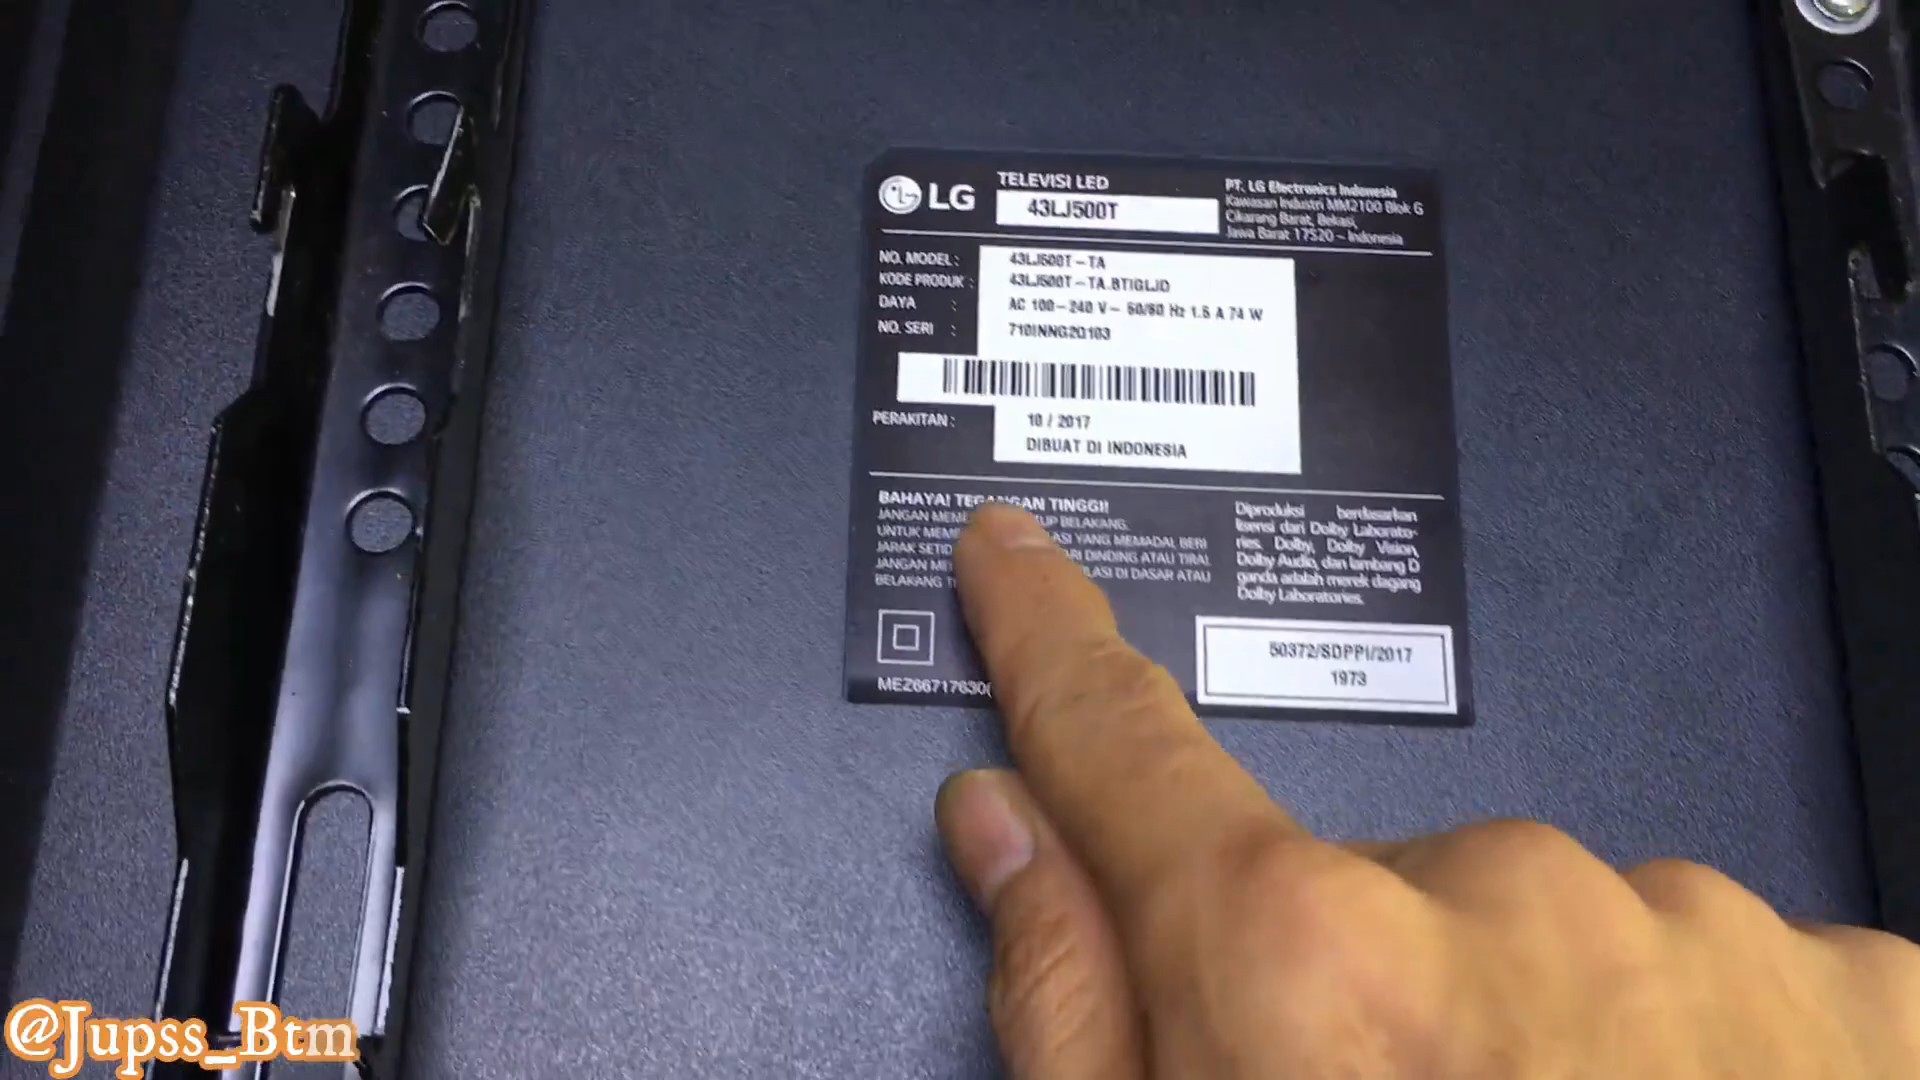 LG
TELEVISI LED
43LJ500T
PT. LG Electronics Indonesia
Kawasan Industri MM2100 Blok G
Cikarang Barat, Bekasi,
Jawa Barat 17520 - Indonesia
NO. MODEL : 43LJ500T-TA
KODE PRODUK : 43LJ500T-TA.BTIGLJD
DAYA : AC 100-240 V~ 50/60 Hz 1.5 A 74 W
NO. SERI : 710INNG2Q103
PERAKITAN : 10 / 2017
DIBUAT DI INDONESIA
BAHAYA! TEGANGAN TINGGI!
JANGAN BELAKANG.
UNTUK YANG MEMADAI, BERI
JARAK DINDING ATAU TIRAI.
JANGAN DI DASAR ATAU
BELAKANG
Diproduksi berdasarkan
lisensi dari Dolby Laborato-
ries. Dolby, Dolby Vision,
Dolby Audio, dan lambang D
ganda adalah merek dagang
Dolby Laboratories.
MEZ66717630(
50372/SDPPI/2017
1973
@Jupss_Btm